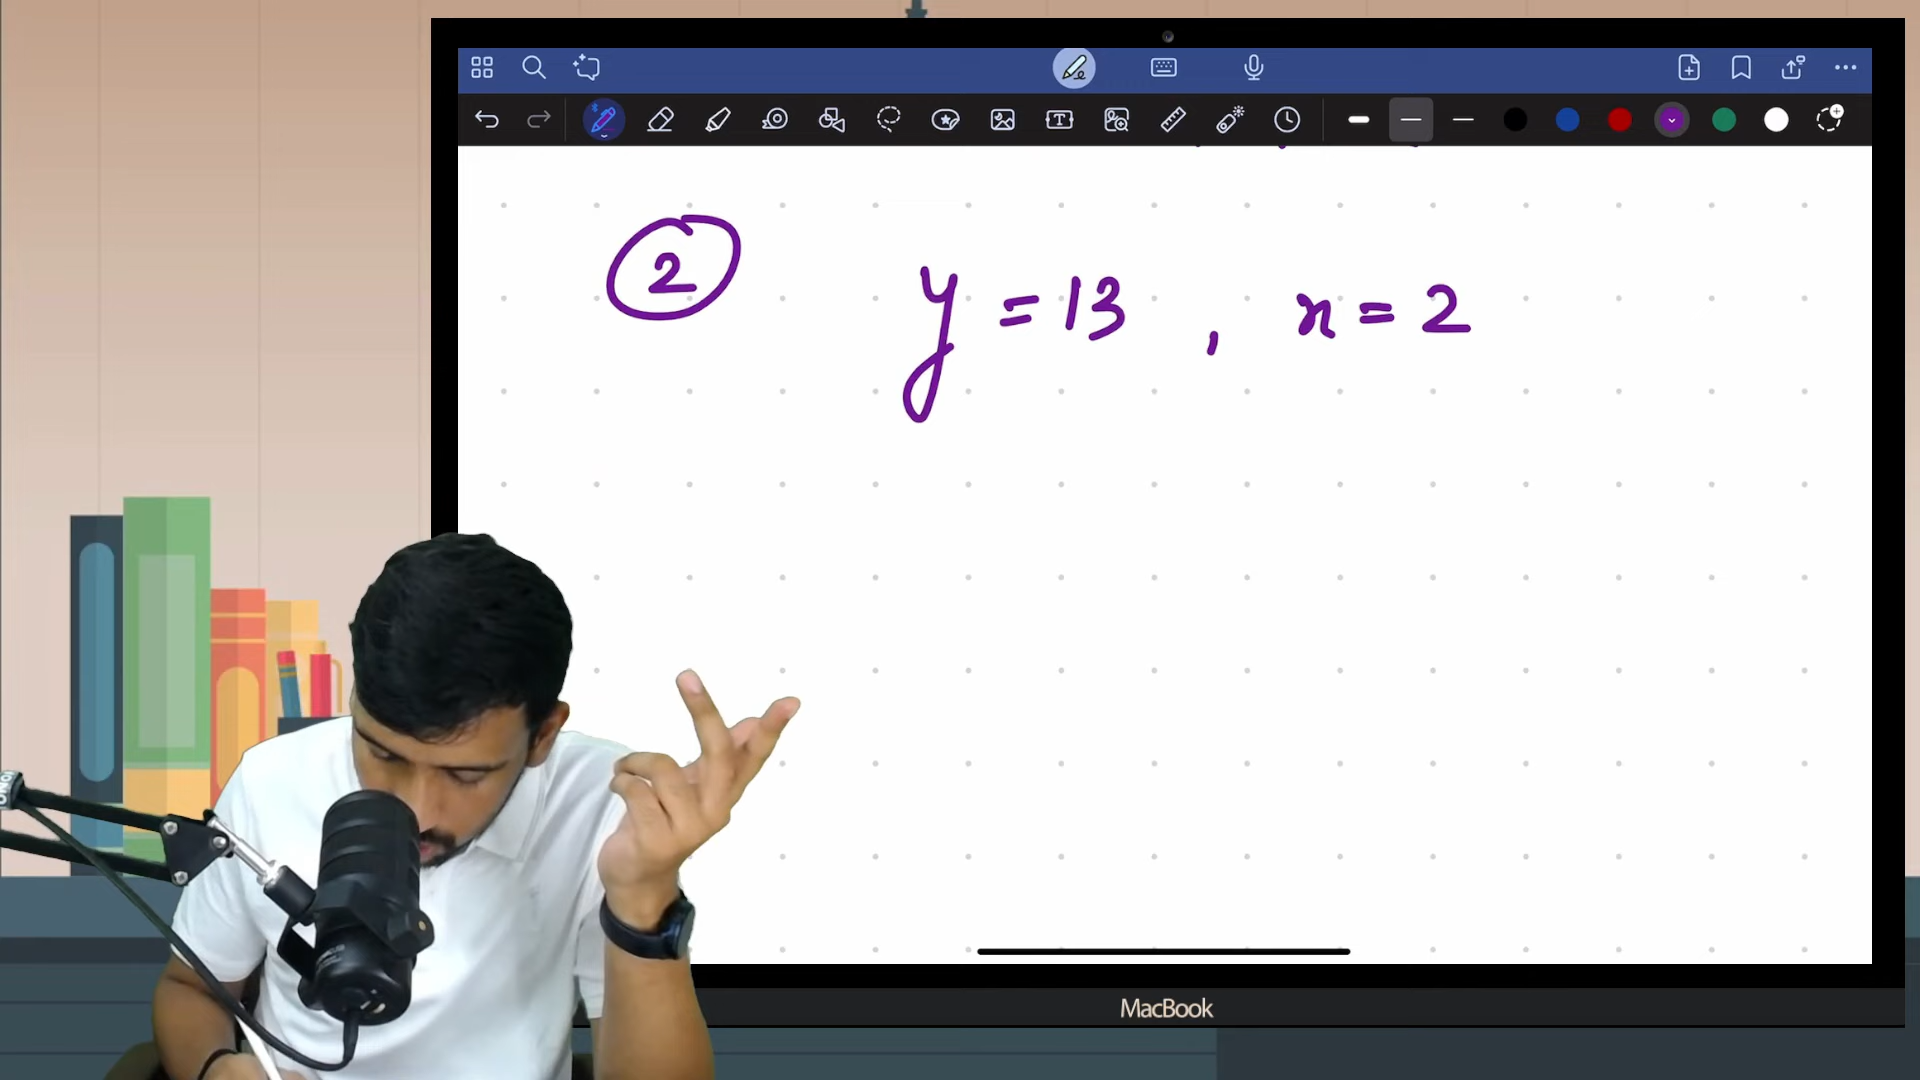 2
y = 13 , x = 2
MacBook